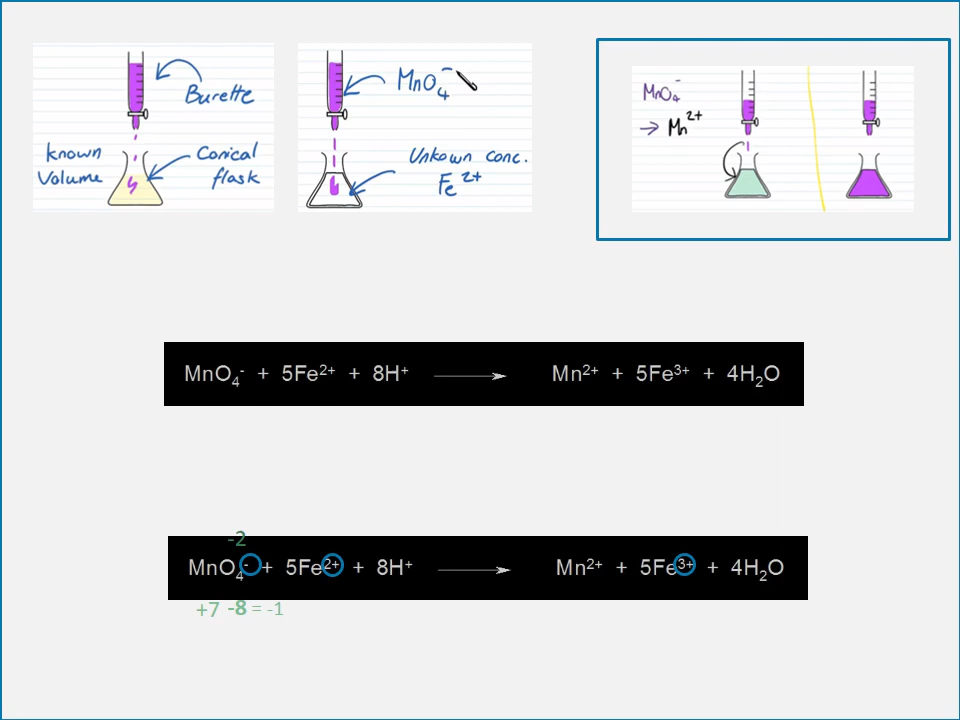 Burette
known
Volume
Conical
flask
MnO₄⁻
Unkown conc.
Fe²⁺
MnO₄⁻
→ Mn²⁺
MnO₄⁻ + 5Fe²⁺ + 8H⁺ → Mn²⁺ + 5Fe³⁺ + 4H₂O
-2
MnO₄⁻ + 5Fe²⁺ + 8H⁺ → Mn²⁺ + 5Fe³⁺ + 4H₂O
+7 -8 = -1